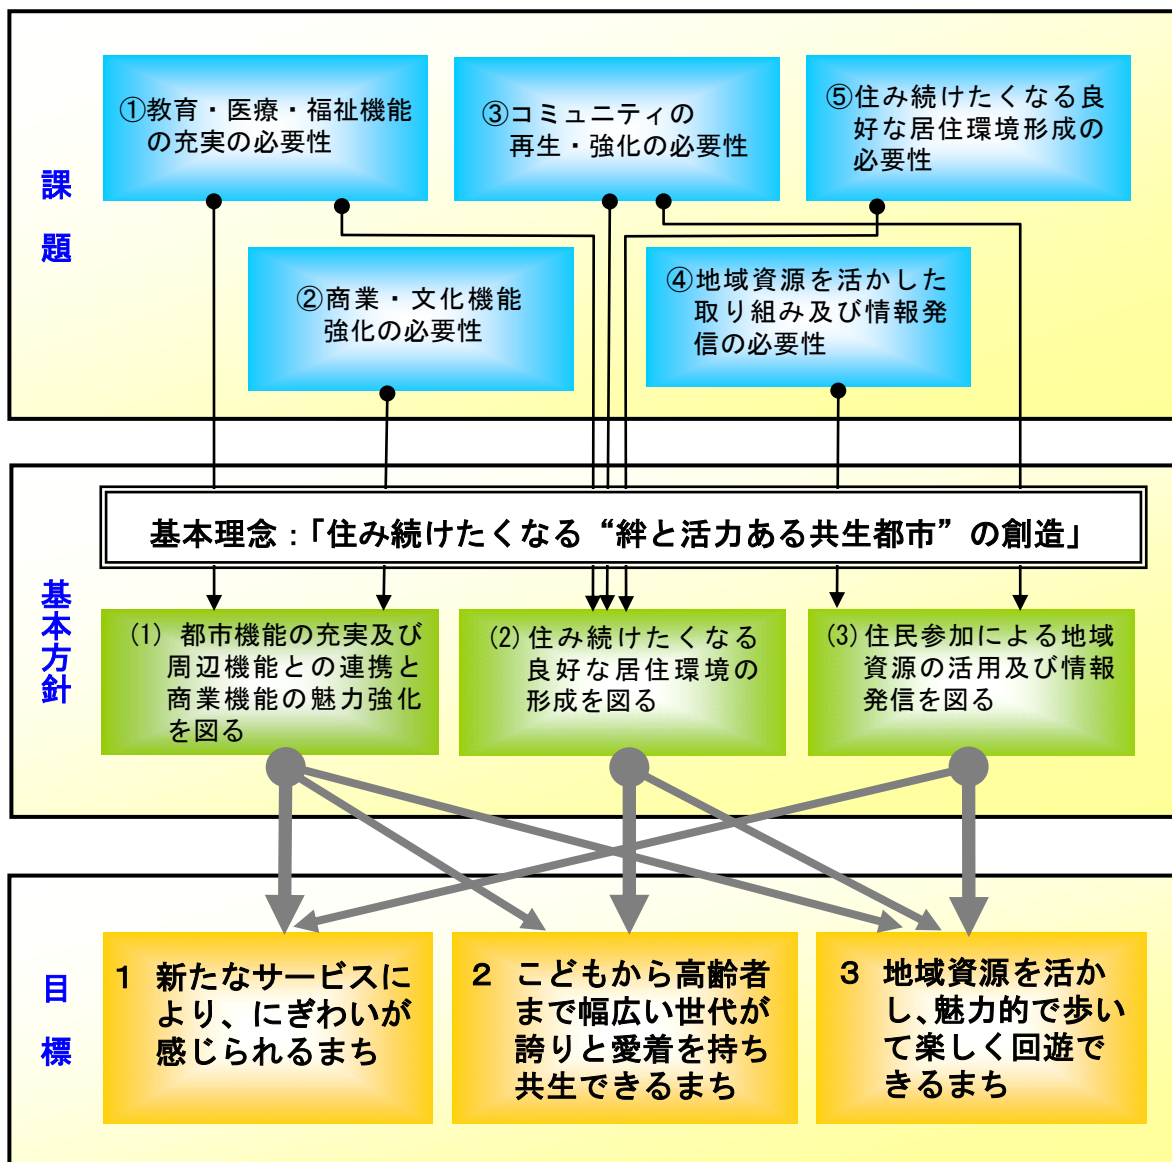 課題
①教育・医療・福祉機能
の充実の必要性
③コミュニティの
再生・強化の必要性
⑤住み続けたくなる良
好な居住環境形成の
必要性
②商業・文化機能
強化の必要性
④地域資源を活かした
取り組み及び情報発
信の必要性
基本方針
基本理念：「住み続けたくなる“絆と活力ある共生都市”の創造」
(1) 都市機能の充実及び
周辺機能との連携と
商業機能の魅力強化
を図る
(2)住み続けたくなる
良好な居住環境の
形成を図る
(3)住民参加による地域
資源の活用及び情報
発信を図る
目標
１ 新たなサービスに
より、にぎわいが
感じられるまち
２ こどもから高齢者
まで幅広い世代が
誇りと愛着を持ち
共生できるまち
３ 地域資源を活か
し、魅力的で歩い
て楽しく回遊で
きるまち